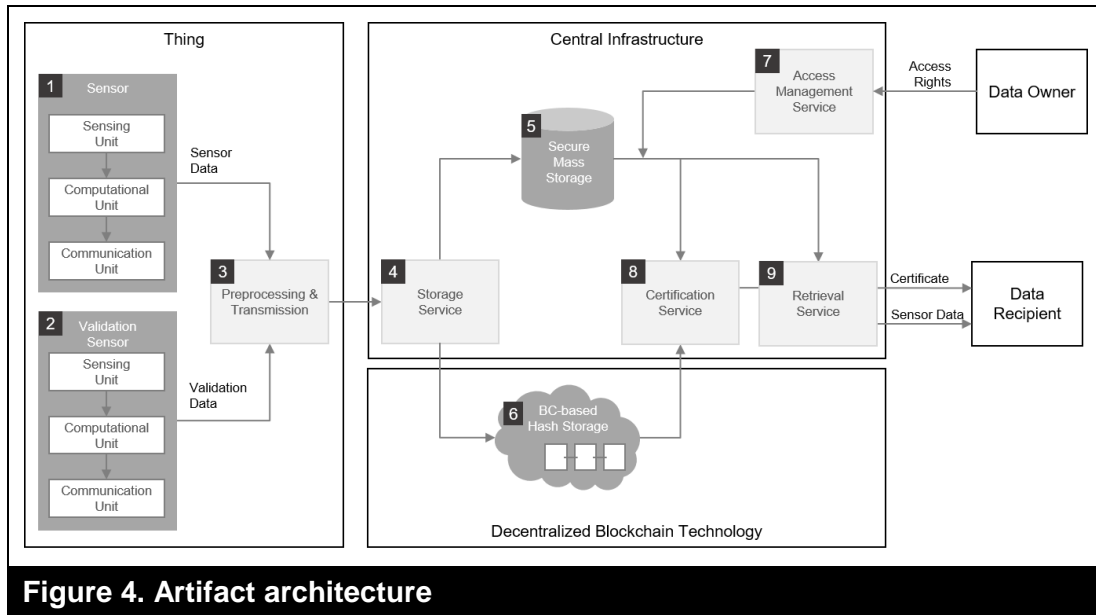 Thing
1
Sensor
Sensing
Unit
Computational
Unit
Communication
Unit
Sensor
Data
2
Validation
Sensor
Sensing
Unit
Computational
Unit
Communication
Unit
Validation
Data
3
Preprocessing &
Transmission
Central Infrastructure
4
Storage
Service
5
Secure
Mass
Storage
7
Access
Management
Service
Access
Rights
Data Owner
8
Certification
Service
9
Retrieval
Service
Certificate
Sensor Data
Data
Recipient
6
BC-based
Hash Storage
Decentralized Blockchain Technology
Figure 4. Artifact architecture